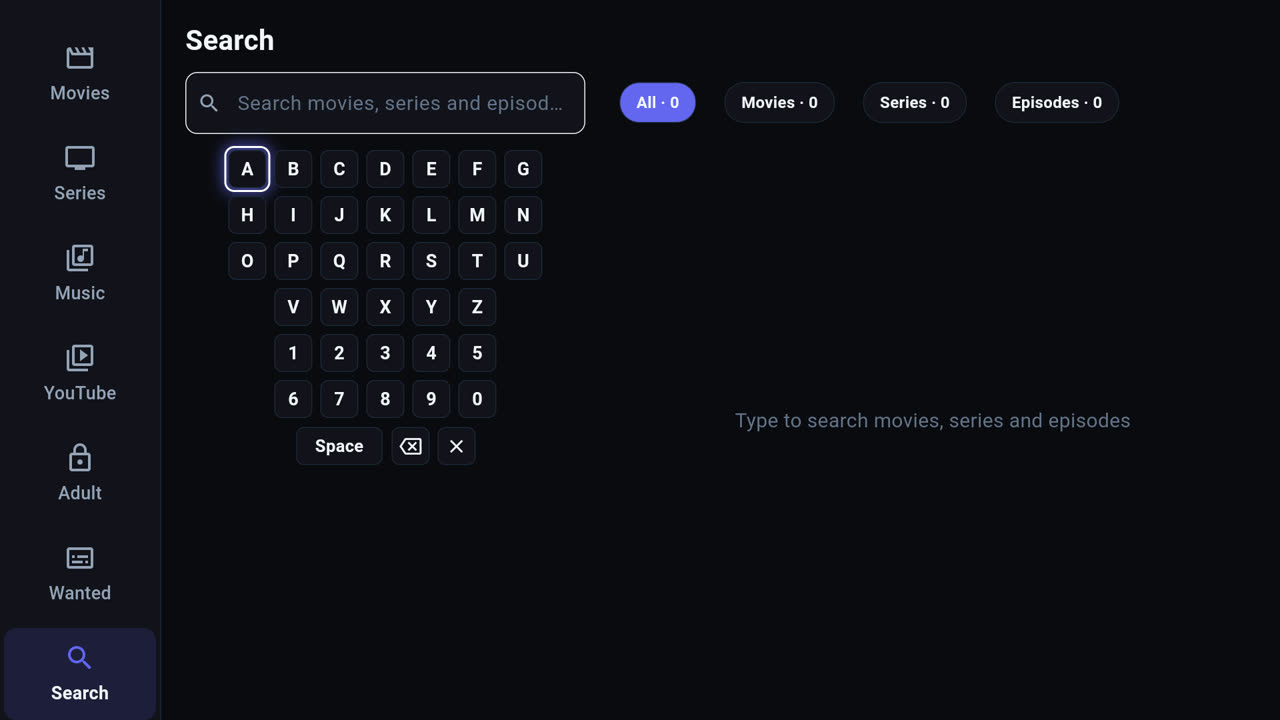 Movies
Series
Music
YouTube
Adult
Wanted
Search
Search
Search movies, series and episod…
All · 0
Movies · 0
Series · 0
Episodes · 0
A B C D E F G
H I J K L M N
O P Q R S T U
V W X Y Z
1 2 3 4 5
6 7 8 9 0
Space
Type to search movies, series and episodes